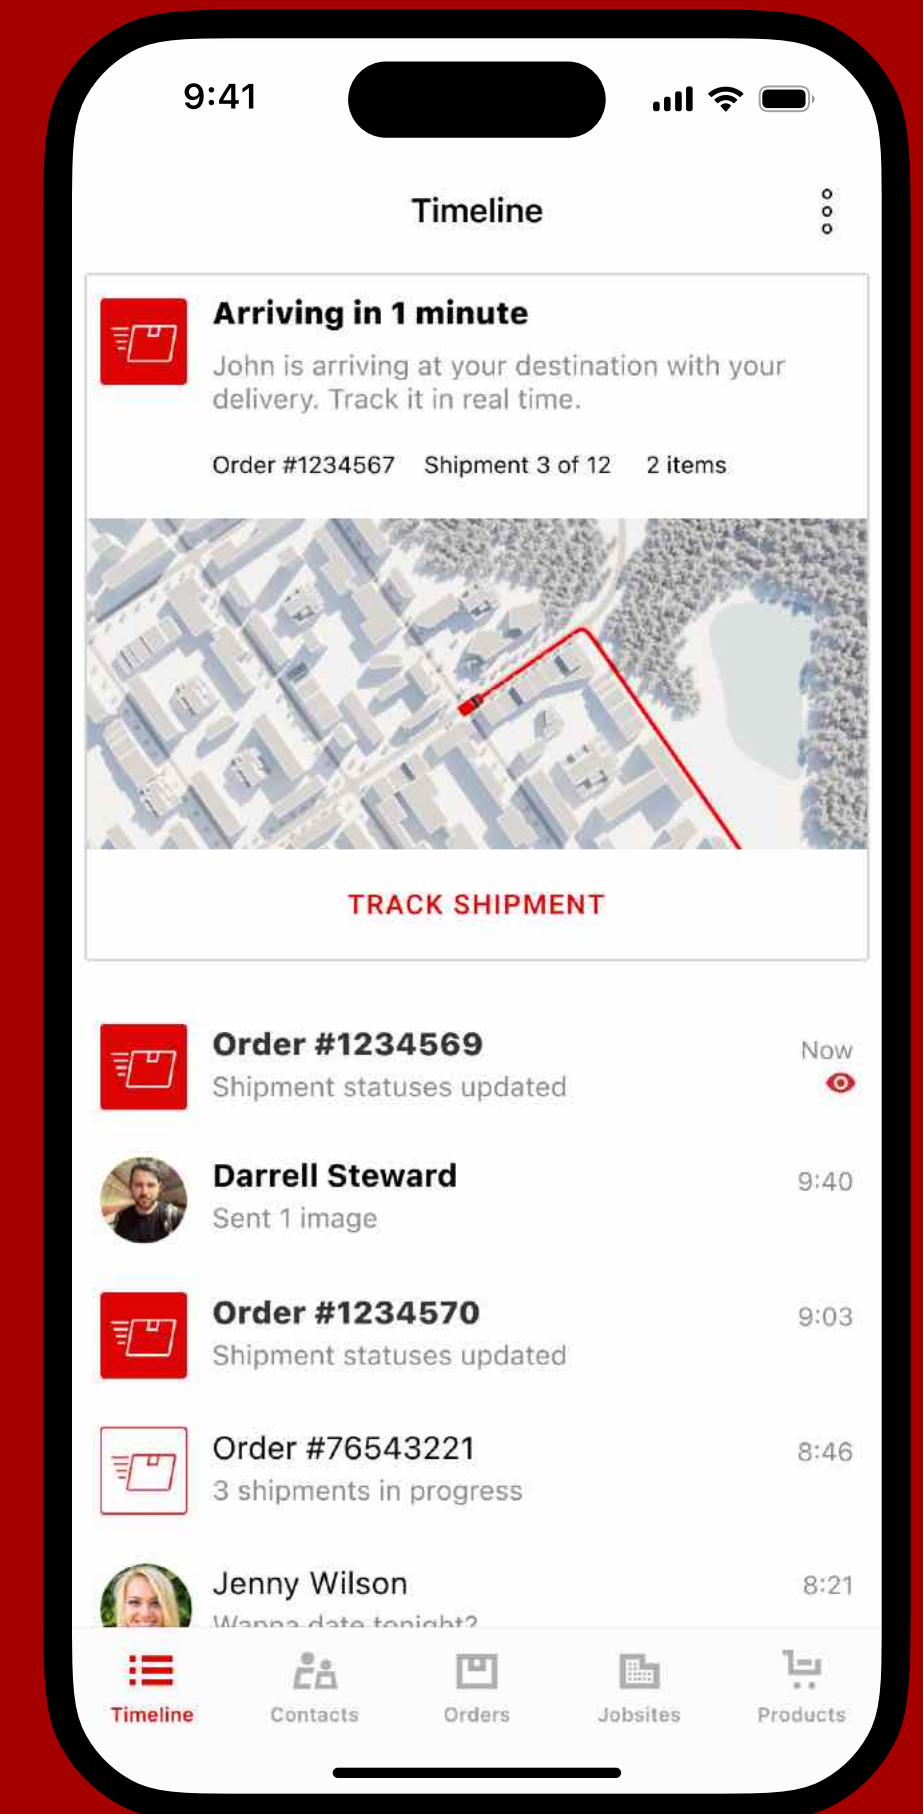 9:41
Timeline
Arriving in 1 minute
John is arriving at your destination with your
delivery. Track it in real time.
Order #1234567 Shipment 3 of 12 2 items
TRACK SHIPMENT
Order #1234569
Now
Shipment statuses updated
Darrell Steward
9:40
Sent 1 image
Order #1234570
9:03
Shipment statuses updated
Order #76543221
8:46
3 shipments in progress
Jenny Wilson
8:21
Wanna date tonight?
Timeline Contacts Orders Jobsites Products